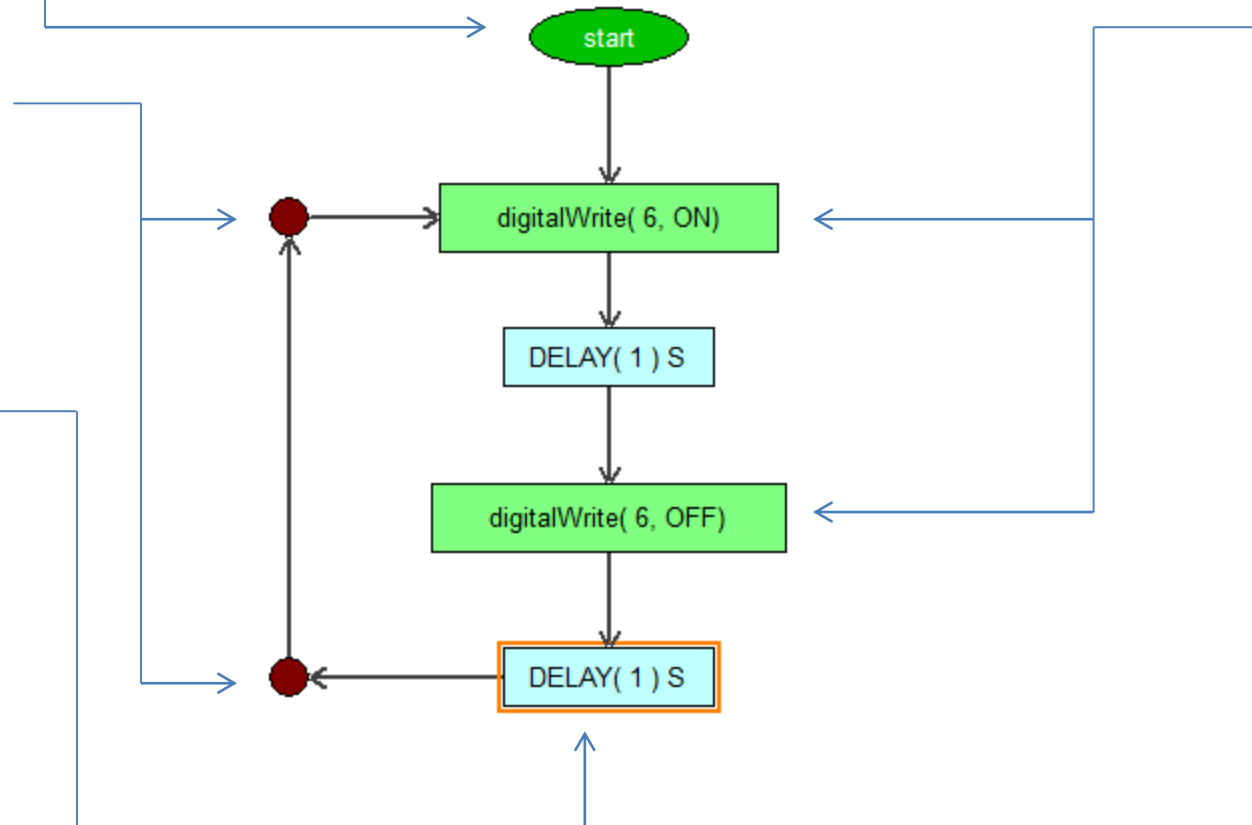 start
digitalWrite( 6, ON)
DELAY( 1 ) S
digitalWrite( 6, OFF)
DELAY( 1 ) S